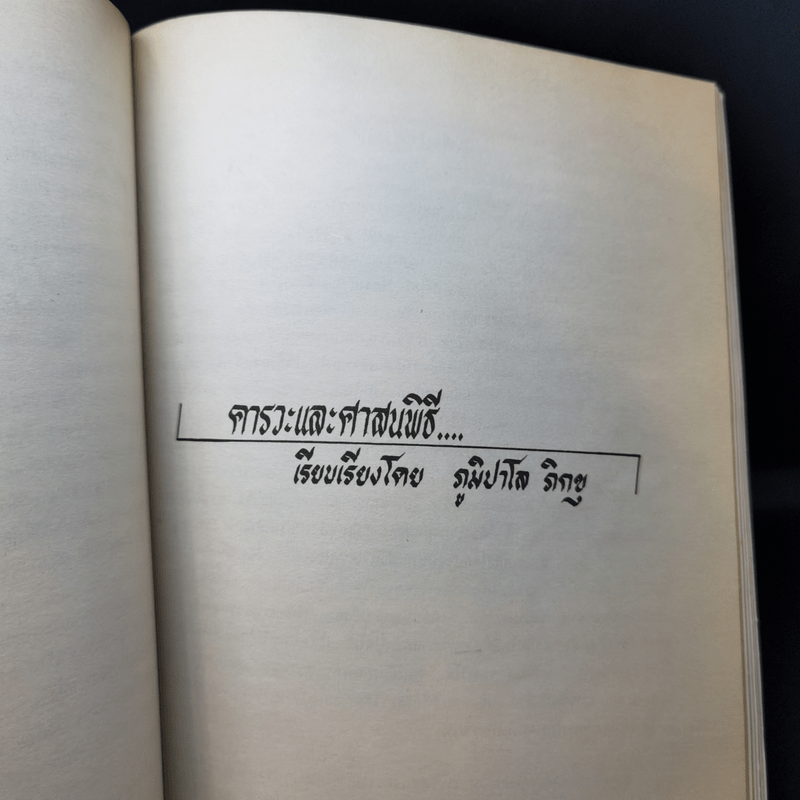 คารวะและศาสนพิธี....
เรียบเรียงโดย ภูมิปาโล ภิกขุ